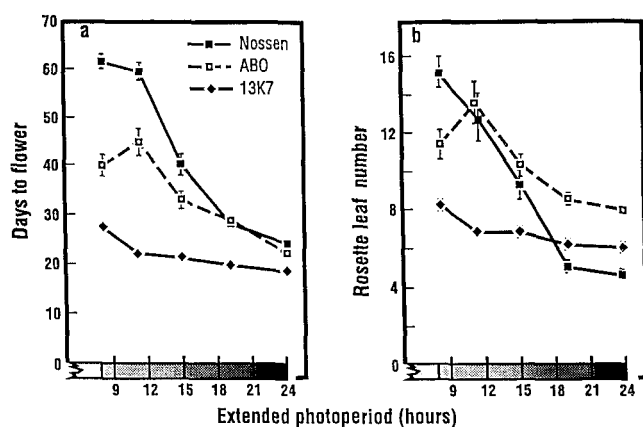 a
Nossen
ABO
13K7
Days to flower
70
60
50
40
30
20
10
0
9 12 15 18 21 24
b
Rosette leaf number
16
12
8
4
0
9 12 15 18 21 24
Extended photoperiod (hours)